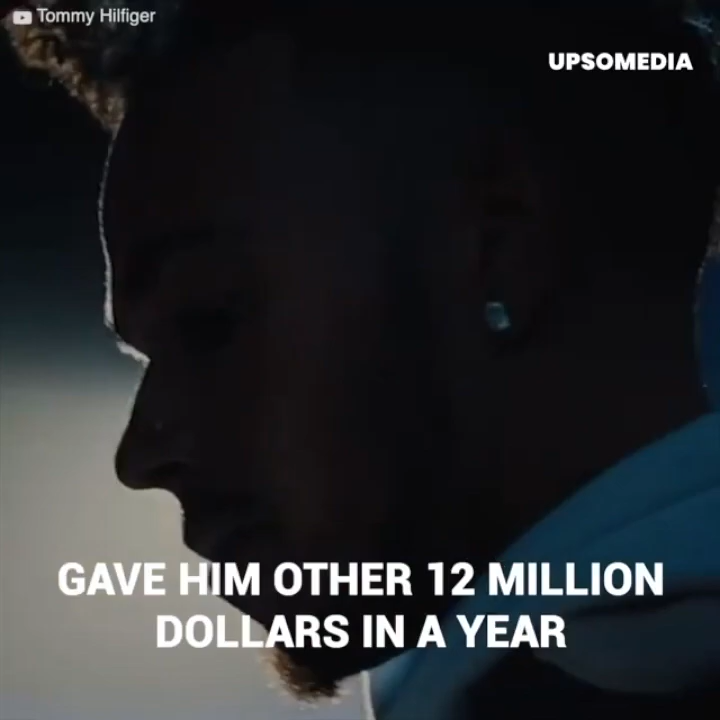 Tommy Hilfiger
UPSOMEDIA
GAVE HIM OTHER 12 MILLION
DOLLARS IN A YEAR